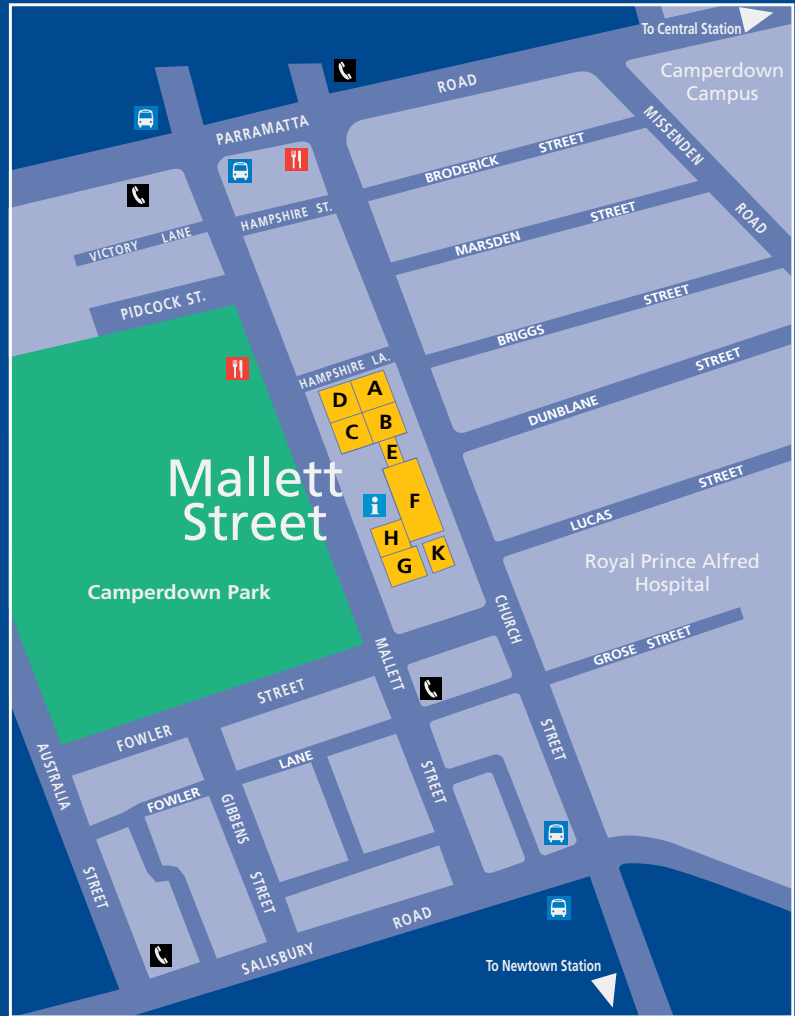 To Central Station
Camperdown
Campus
PARRAMATTA
ROAD
MISSENDEN
ROAD
BRODERICK
STREET
HAMPSHIRE ST.
VICTORY
LANE
MARSDEN
STREET
PIDCOCK ST.
BRIGGS
STREET
HAMPSHIRE LA.
DUNBLANE
STREET
D
A
C
B
E
Mallett
Street
i
F
LUCAS
STREET
H
K
G
Royal Prince Alfred
Hospital
Camperdown Park
CHURCH
STREET
GROSE STREET
MALLETT
STREET
FOWLER
STREET
AUSTRALIA
STREET
FOWLER
LANE
GIBBENS
STREET
SALISBURY
ROAD
To Newtown Station